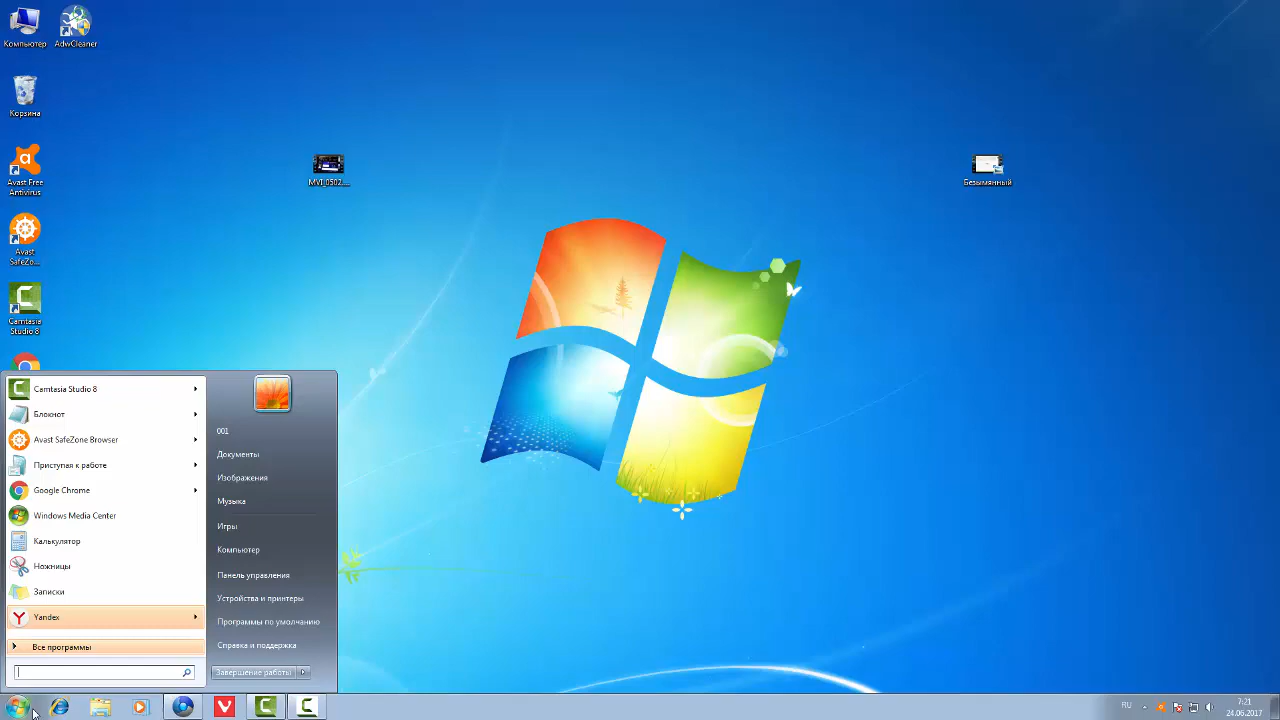 Компьютер
AdwCleaner
Корзина
Avast Free
Antivirus
Avast
SafeZo...
Camtasia
Studio 8
MVI_0502....
Безымянный
Camtasia Studio 8
Блокнот
Avast SafeZone Browser
Приступая к работе
Google Chrome
Windows Media Center
Калькулятор
Ножницы
Записки
Yandex
Все программы
001
Документы
Изображения
Музыка
Игры
Компьютер
Панель управления
Устройства и принтеры
Программы по умолчанию
Справка и поддержка
Завершение работы
RU
7:21
24.06.2017